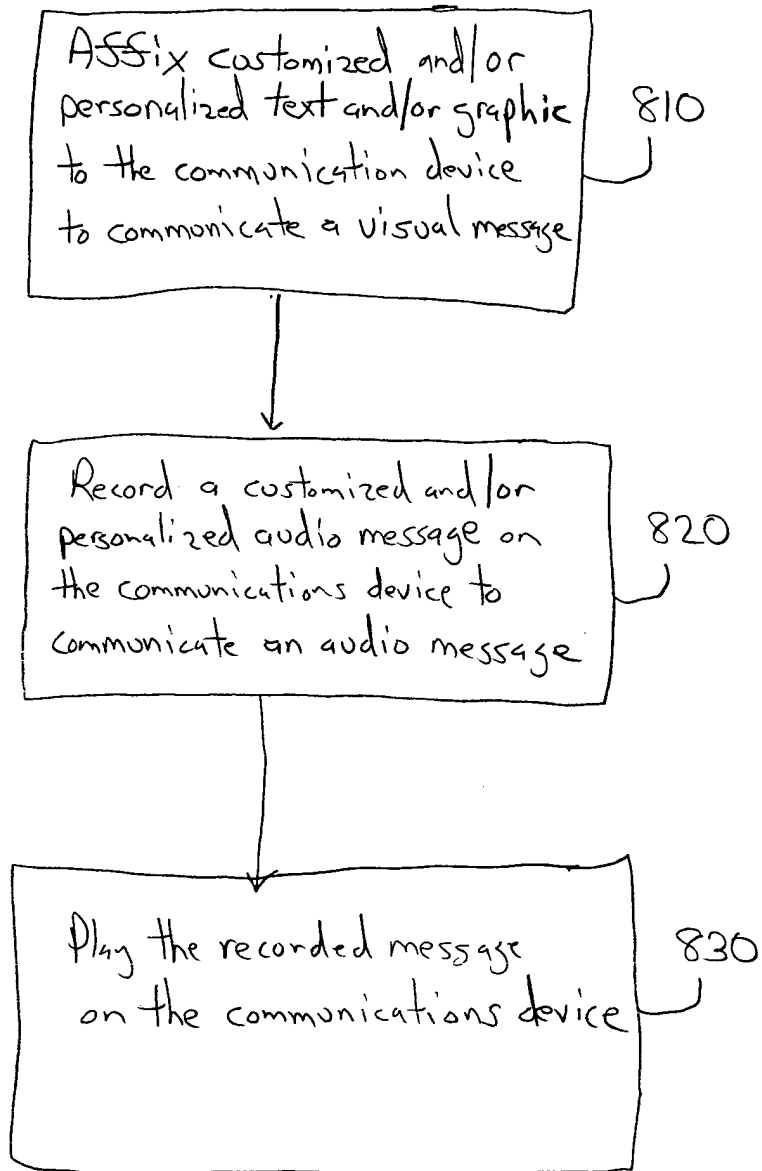 Affix customized and/or
personalized text and/or graphic
to the communication device
to communicate a visual message
810
Record a customized and/or
personalized audio message on
the communications device to
communicate an audio message
820
Play the recorded message
on the communications device
830